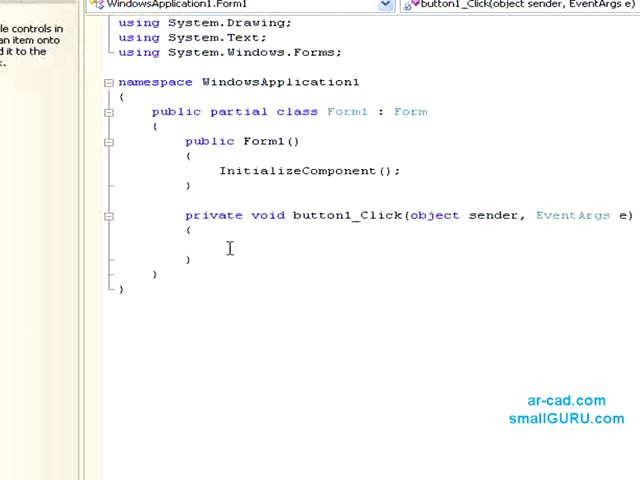 WindowsApplication1.Form1
button1_Click(object sender, EventArgs e)
le controls in
an item onto
d it to the
using System.Drawing;
using System.Text;
using System.Windows.Forms;
namespace WindowsApplication1
{
public partial class Form1 : Form
{
public Form1()
{
InitializeComponent();
}
private void button1_Click(object sender, EventArgs e)
{
}
}
}
ar-cad.com
smallGURU.com